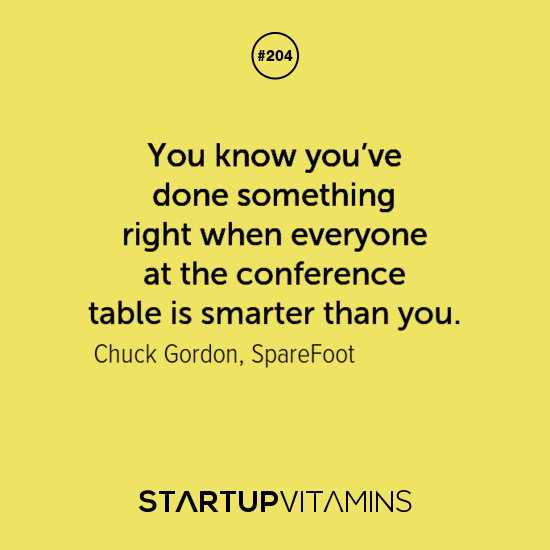 #204
You know you’ve
done something
right when everyone
at the conference
table is smarter than you.
Chuck Gordon, SpareFoot
STARTUPVITAMINS